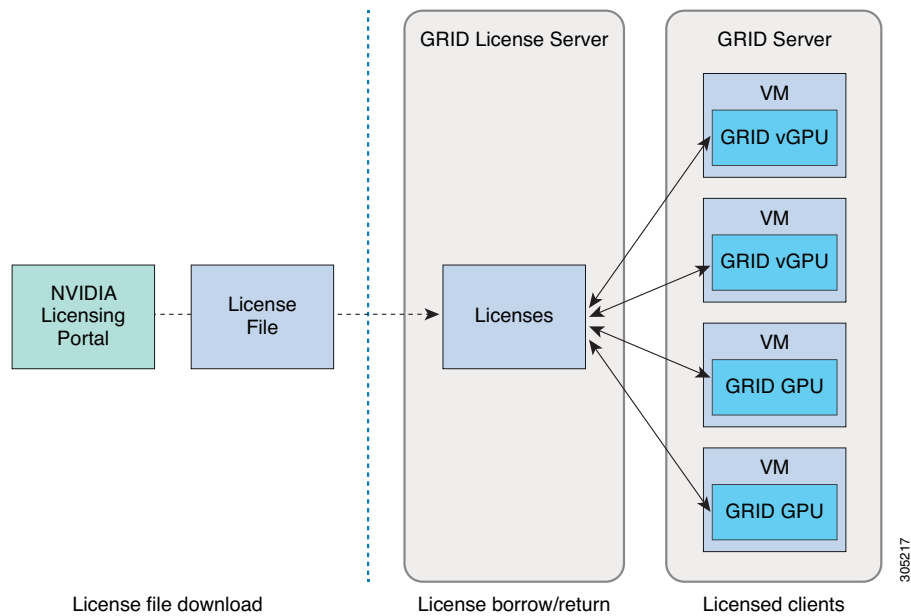 GRID License Server
GRID Server
VM
GRID vGPU
VM
GRID vGPU
NVIDIA
Licensing
Portal
License
File
Licenses
VM
GRID GPU
VM
GRID GPU
305217
License file download
License borrow/return
Licensed clients